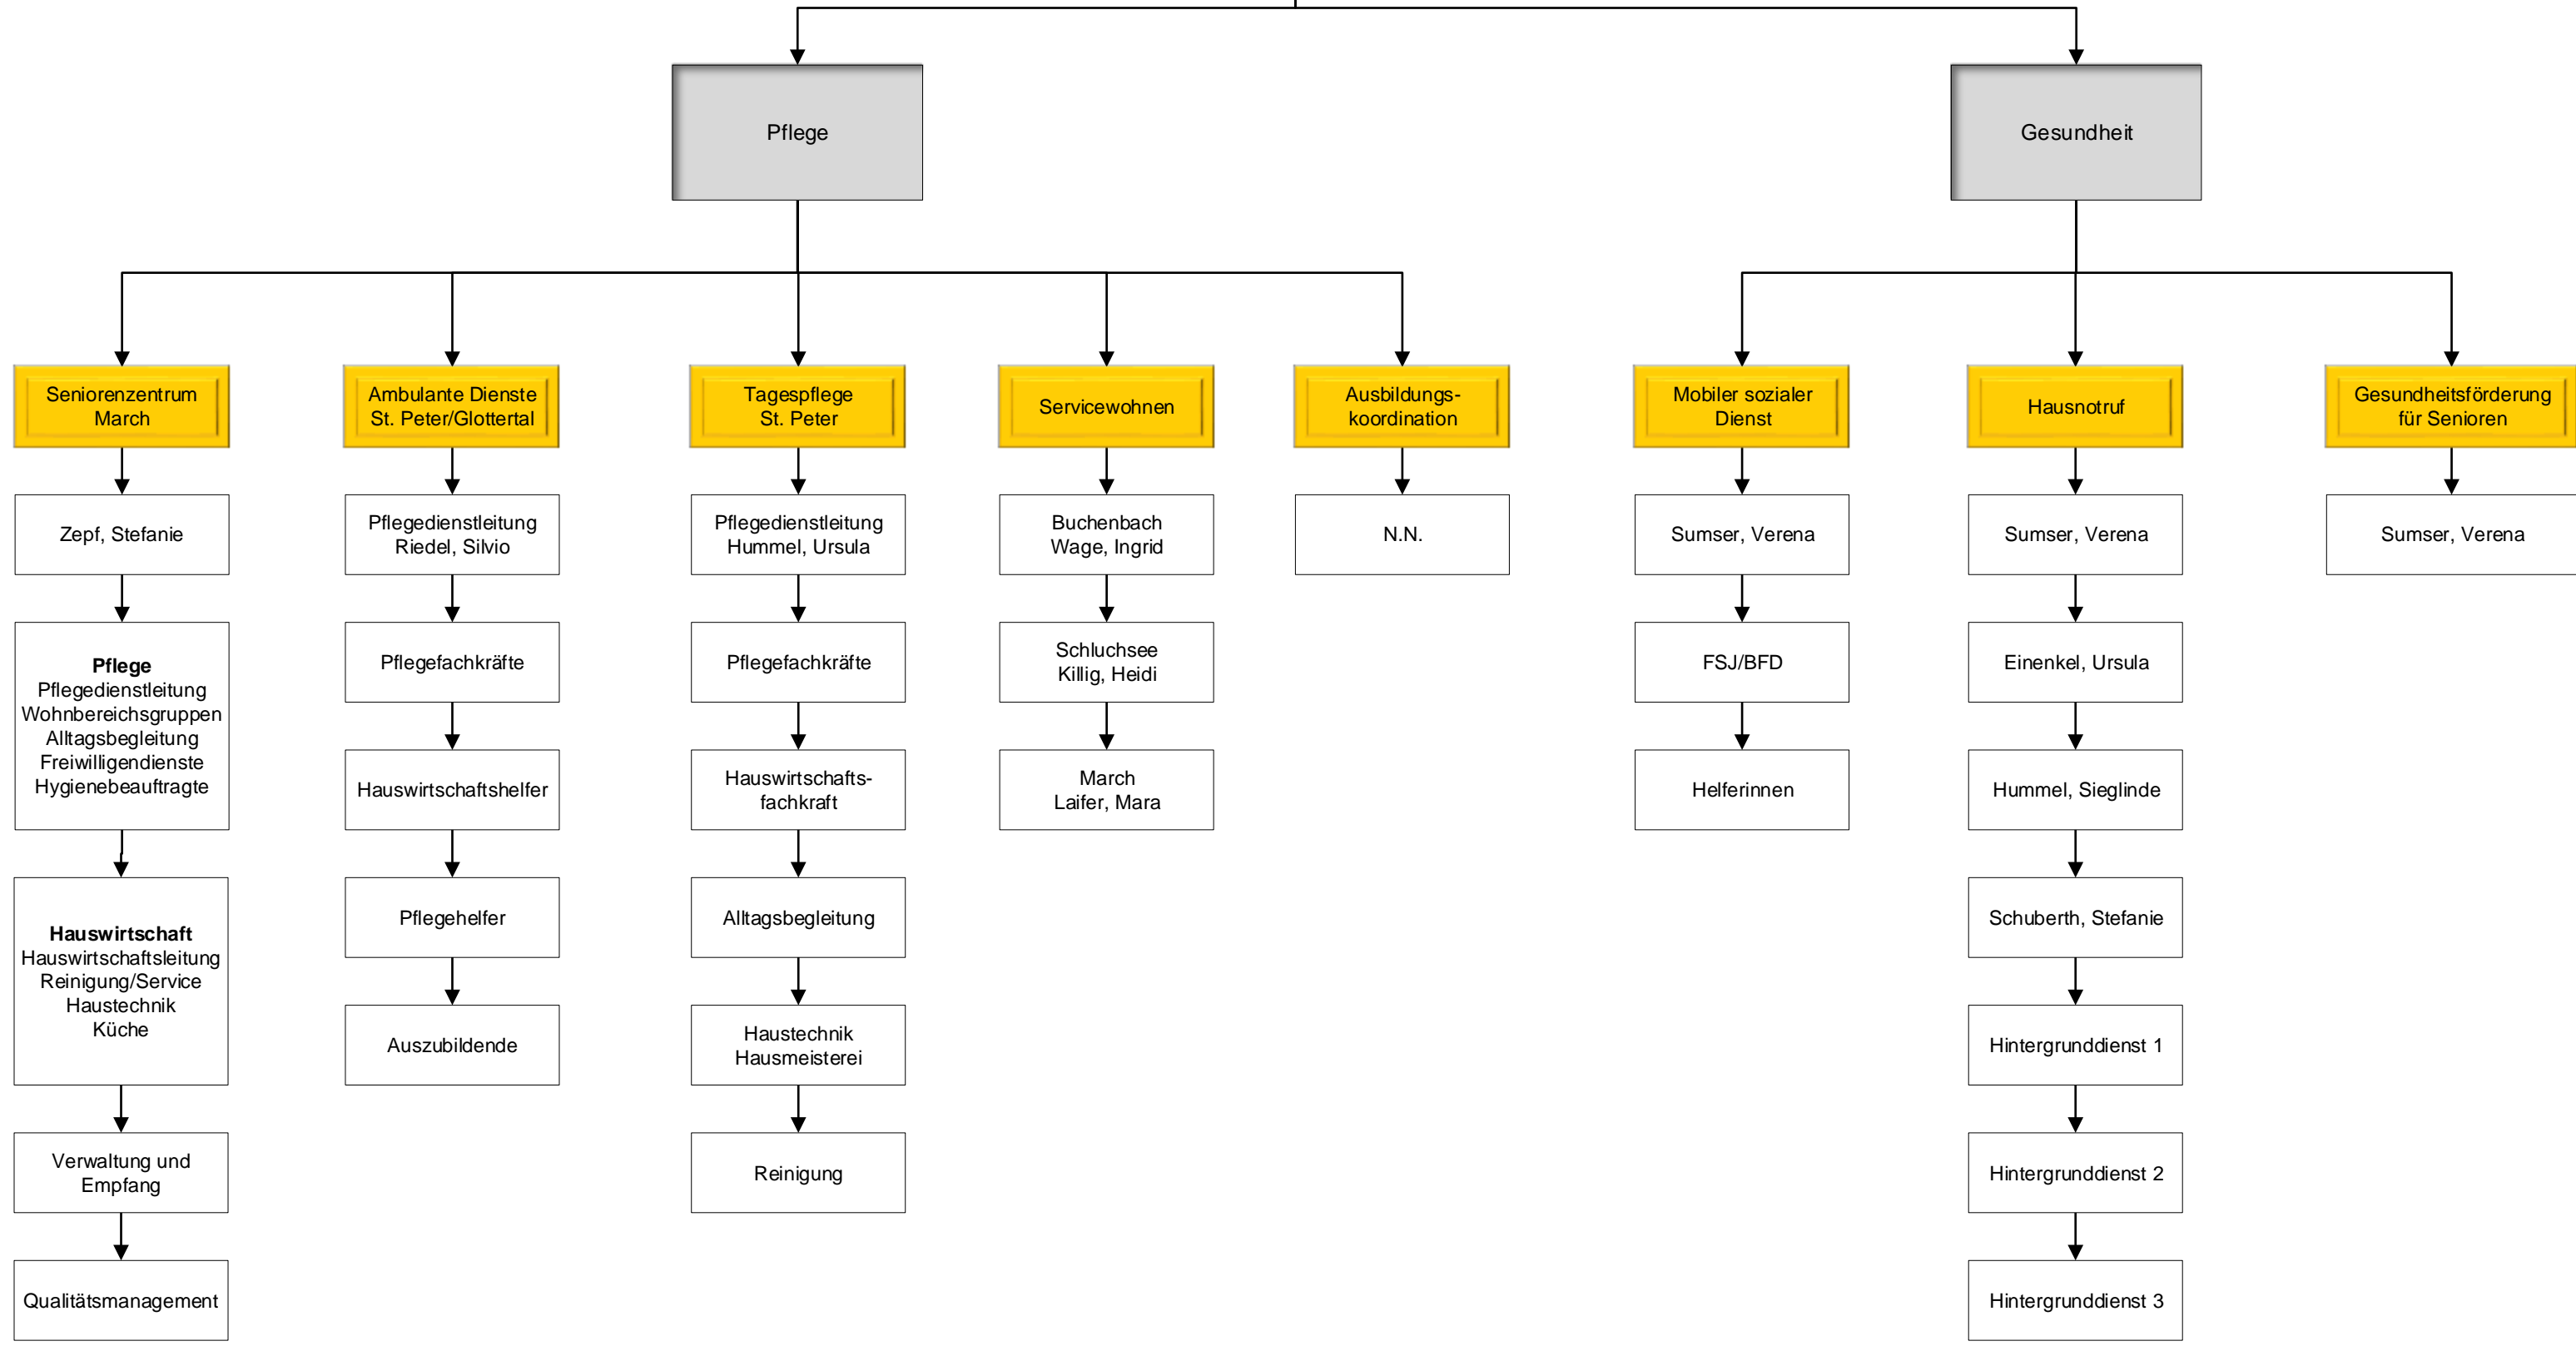 Pflege
Gesundheit
Seniorenzentrum
March
Ambulante Dienste
St. Peter/Glottertal
Tagespflege
St. Peter
Servicewohnen
Ausbildungs-
koordination
Mobiler sozialer
Dienst
Hausnotruf
Gesundheitsförderung
für Senioren
Zepf, Stefanie
Pflegedienstleitung
Riedel, Silvio
Pflegedienstleitung
Hummel, Ursula
Buchenbach
Wage, Ingrid
N.N.
Sumser, Verena
Sumser, Verena
Sumser, Verena
Pflege
Pflegedienstleitung
Wohnbereichsgruppen
Alltagsbegleitung
Freiwilligendienste
Hygienebeauftragte
Pflegefachkräfte
Pflegefachkräfte
Schluchsee
Killig, Heidi
FSJ/BFD
Einenkel, Ursula
Hauswirtschaftshelfer
Hauswirtschafts-
fachkraft
March
Laifer, Mara
Helferinnen
Hummel, Sieglinde
Hauswirtschaft
Hauswirtschaftsleitung
Reinigung/Service
Haustechnik
Küche
Pflegehelfer
Alltagsbegleitung
Schuberth, Stefanie
Auszubildende
Haustechnik
Hausmeisterei
Hintergrunddienst 1
Verwaltung und
Empfang
Reinigung
Hintergrunddienst 2
Qualitätsmanagement
Hintergrunddienst 3